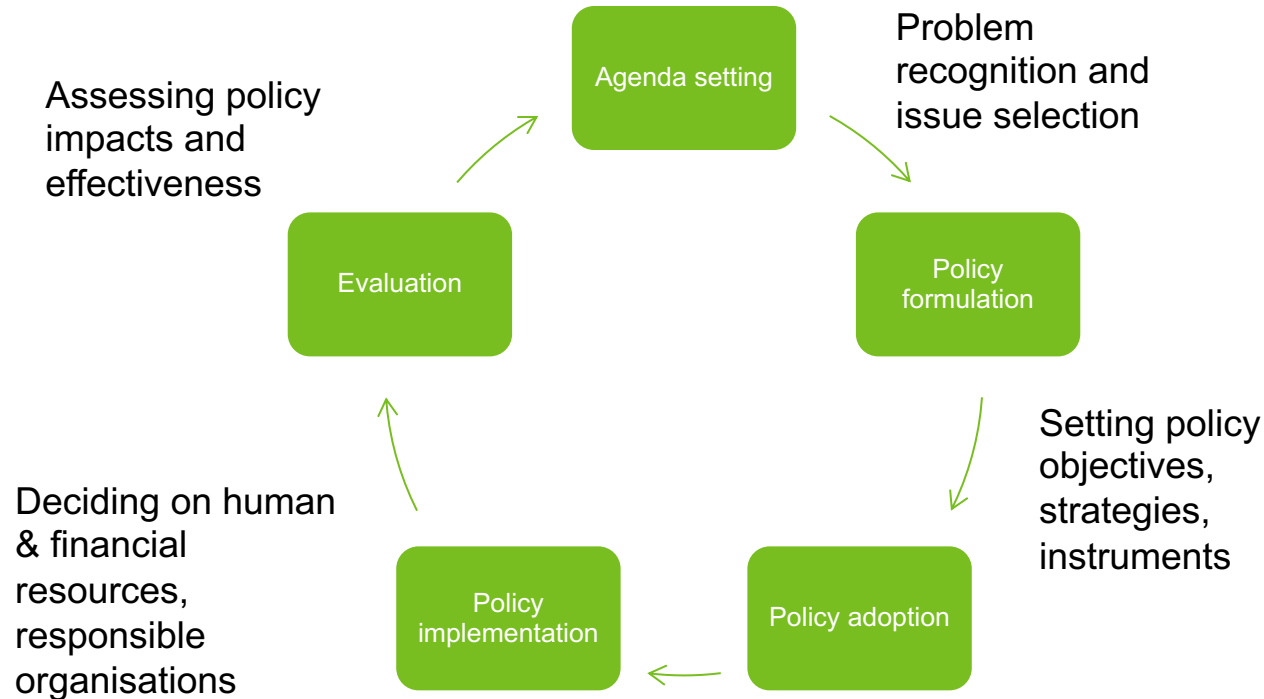 Agenda setting
Problem
recognition and
issue selection
Policy
formulation
Setting policy
objectives,
strategies,
instruments
Policy adoption
Policy
implementation
Deciding on human
& financial
resources,
responsible
organisations
Evaluation
Assessing policy
impacts and
effectiveness